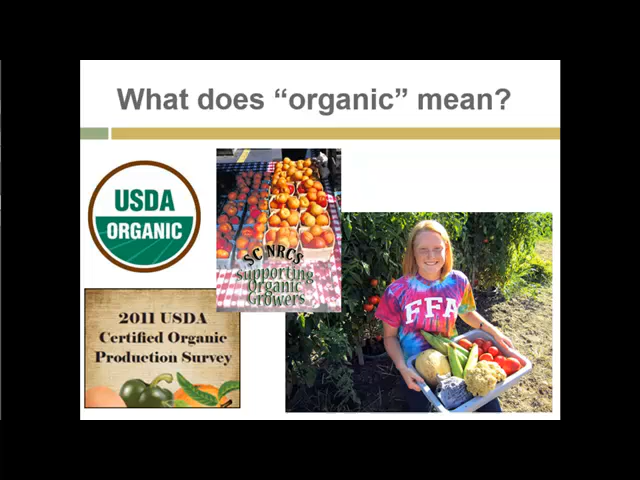 What does “organic” mean?
USDA
ORGANIC
SC NRCS
Supporting
Organic
Growers
FFA
2011 USDA
Certified Organic
Production Survey